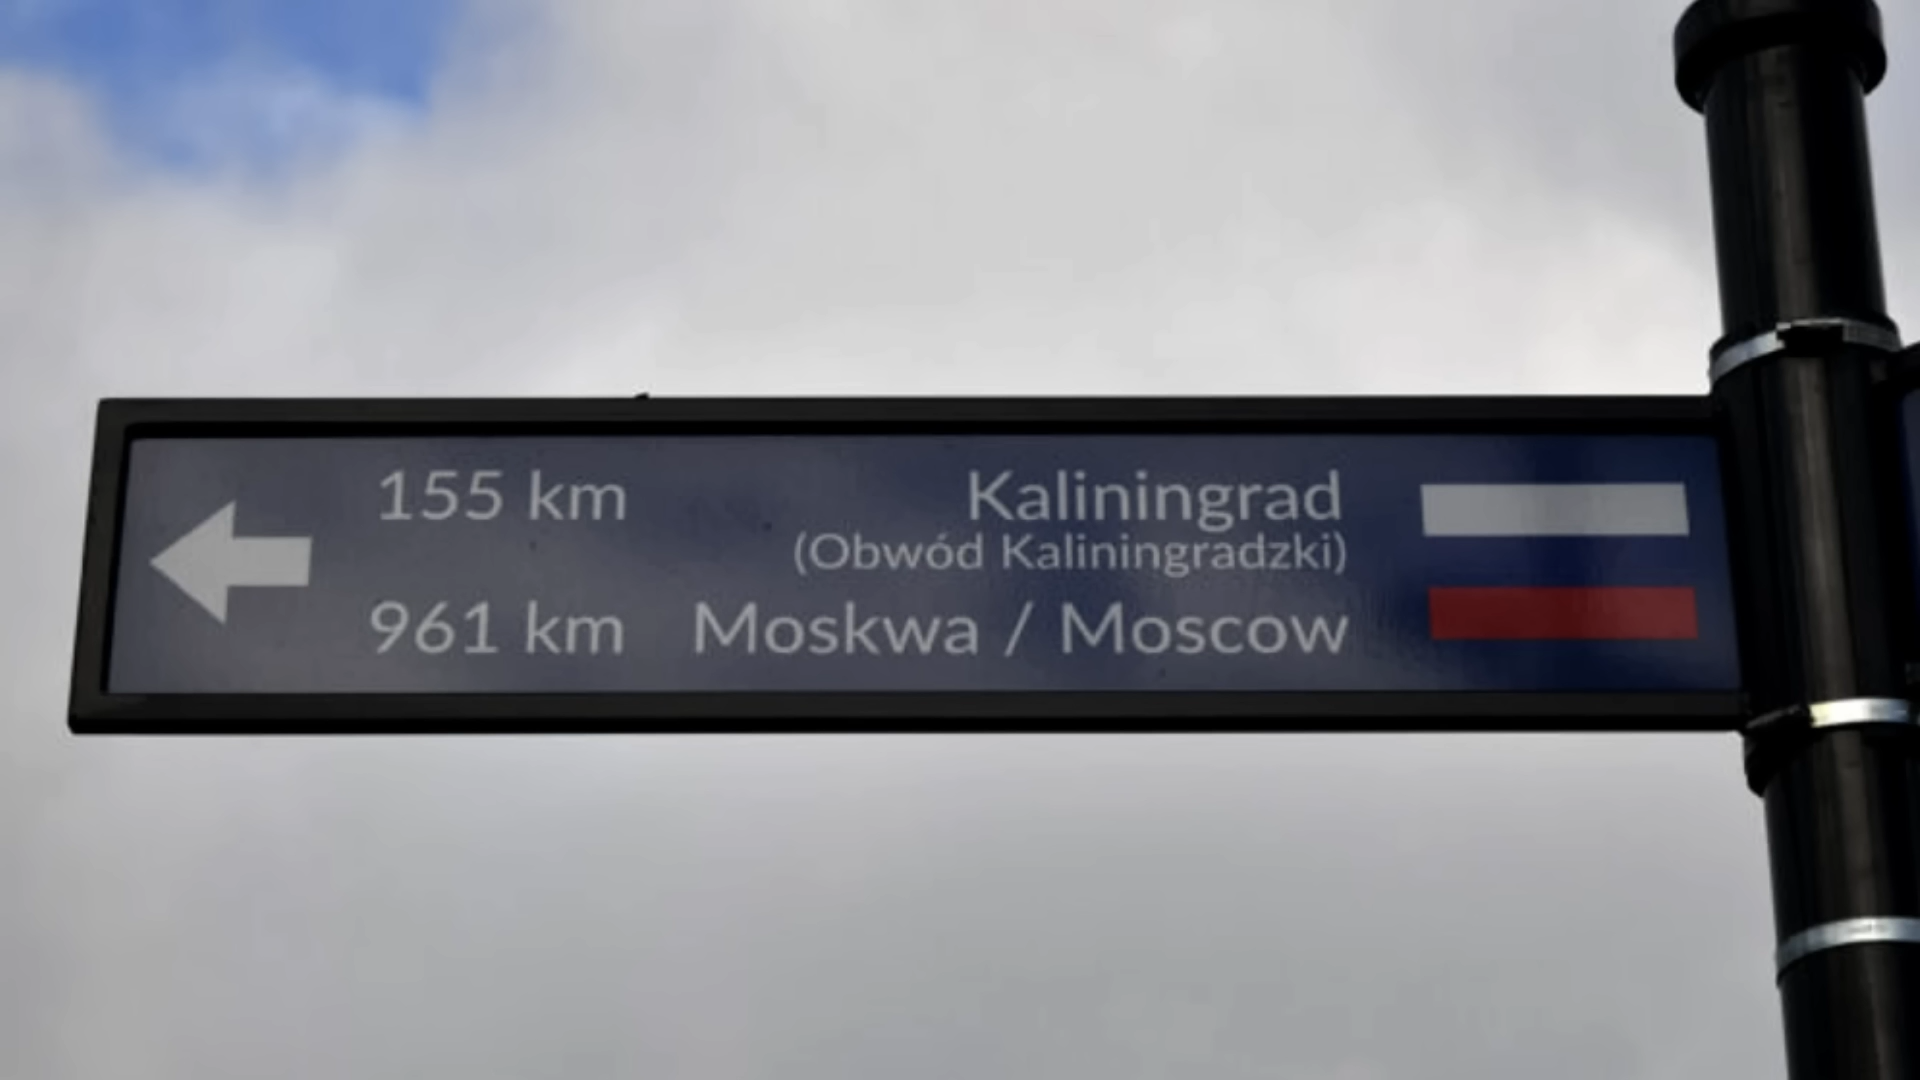 155 km Kaliningrad
(Obwód Kaliningradzki)
961 km Moskwa / Moscow